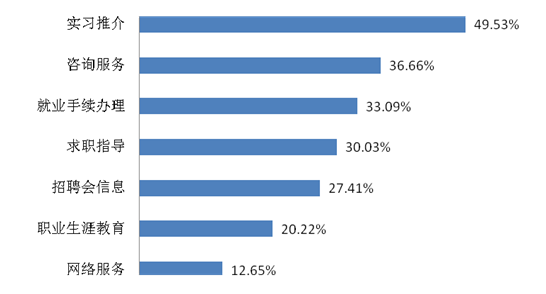 实习推介 49.53%
咨询服务 36.66%
就业手续办理 33.09%
求职指导 30.03%
招聘会信息 27.41%
职业生涯教育 20.22%
网络服务 12.65%